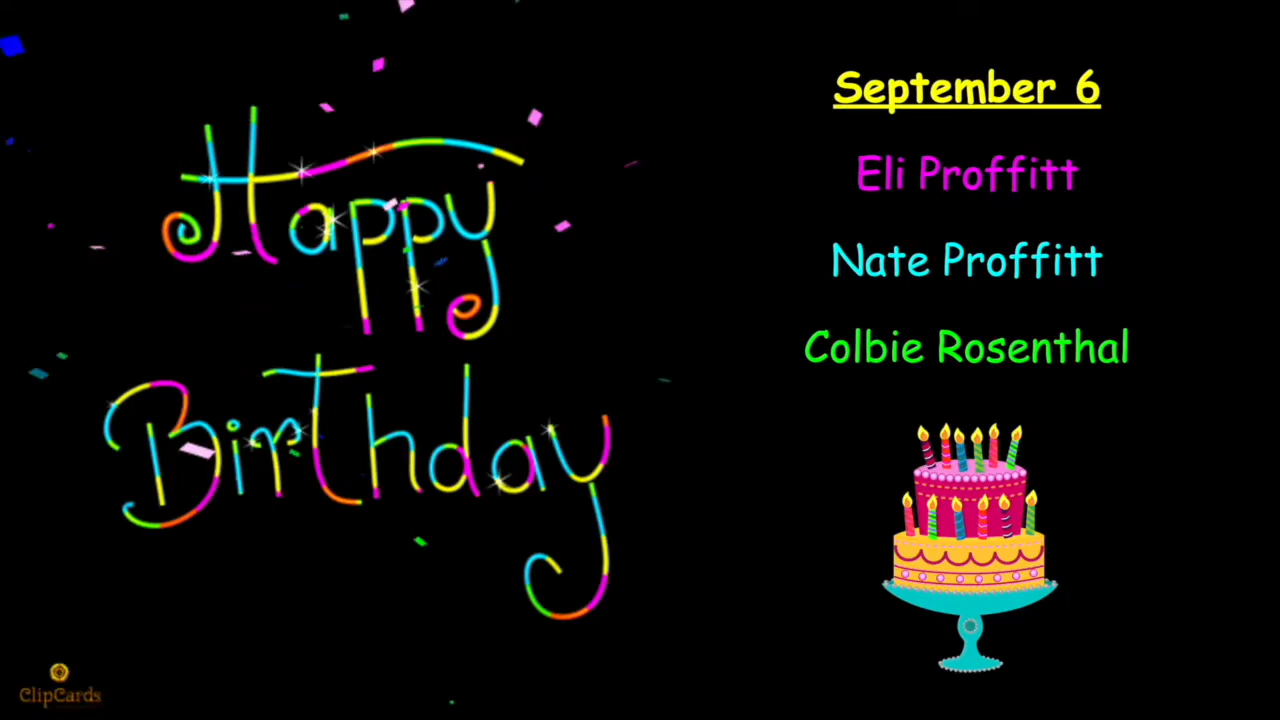 Happy
Birthday
September 6
Eli Proffitt
Nate Proffitt
Colbie Rosenthal
ClipCards